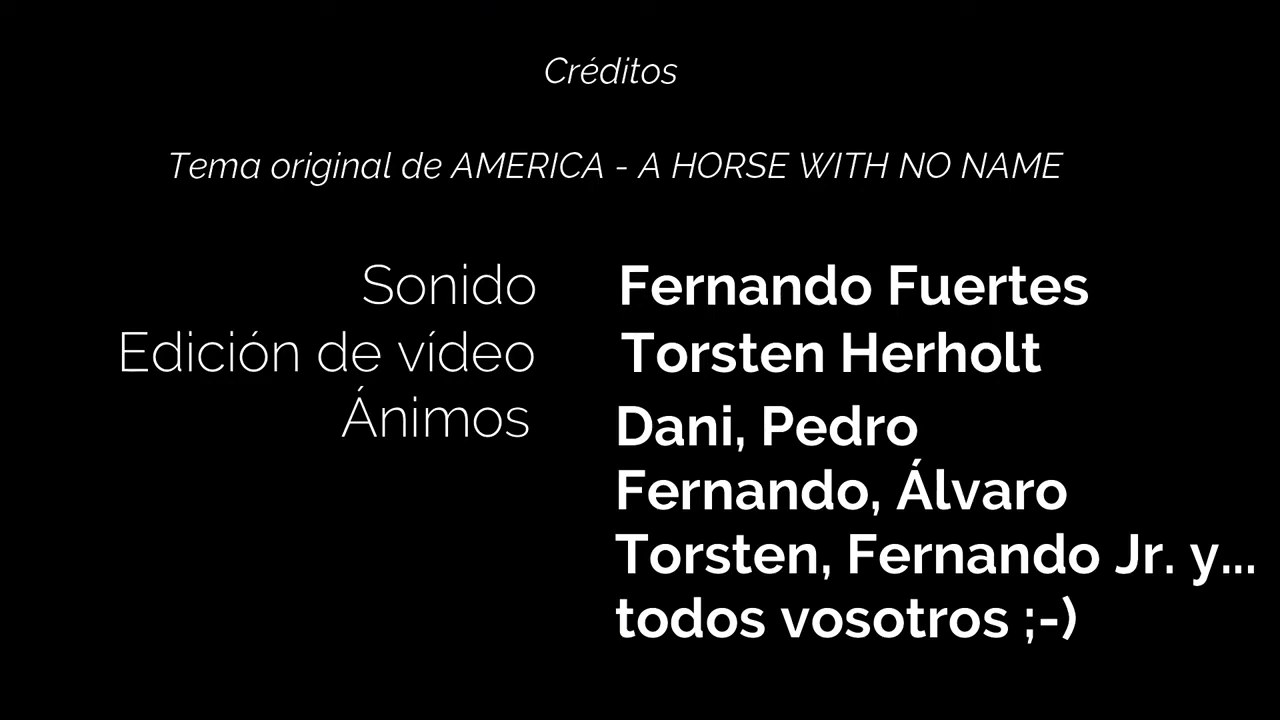 Créditos
Tema original de AMERICA - A HORSE WITH NO NAME
Sonido Fernando Fuertes
Edición de vídeo Torsten Herholt
Ánimos Dani, Pedro
Fernando, Álvaro
Torsten, Fernando Jr. y...
todos vosotros ;-)